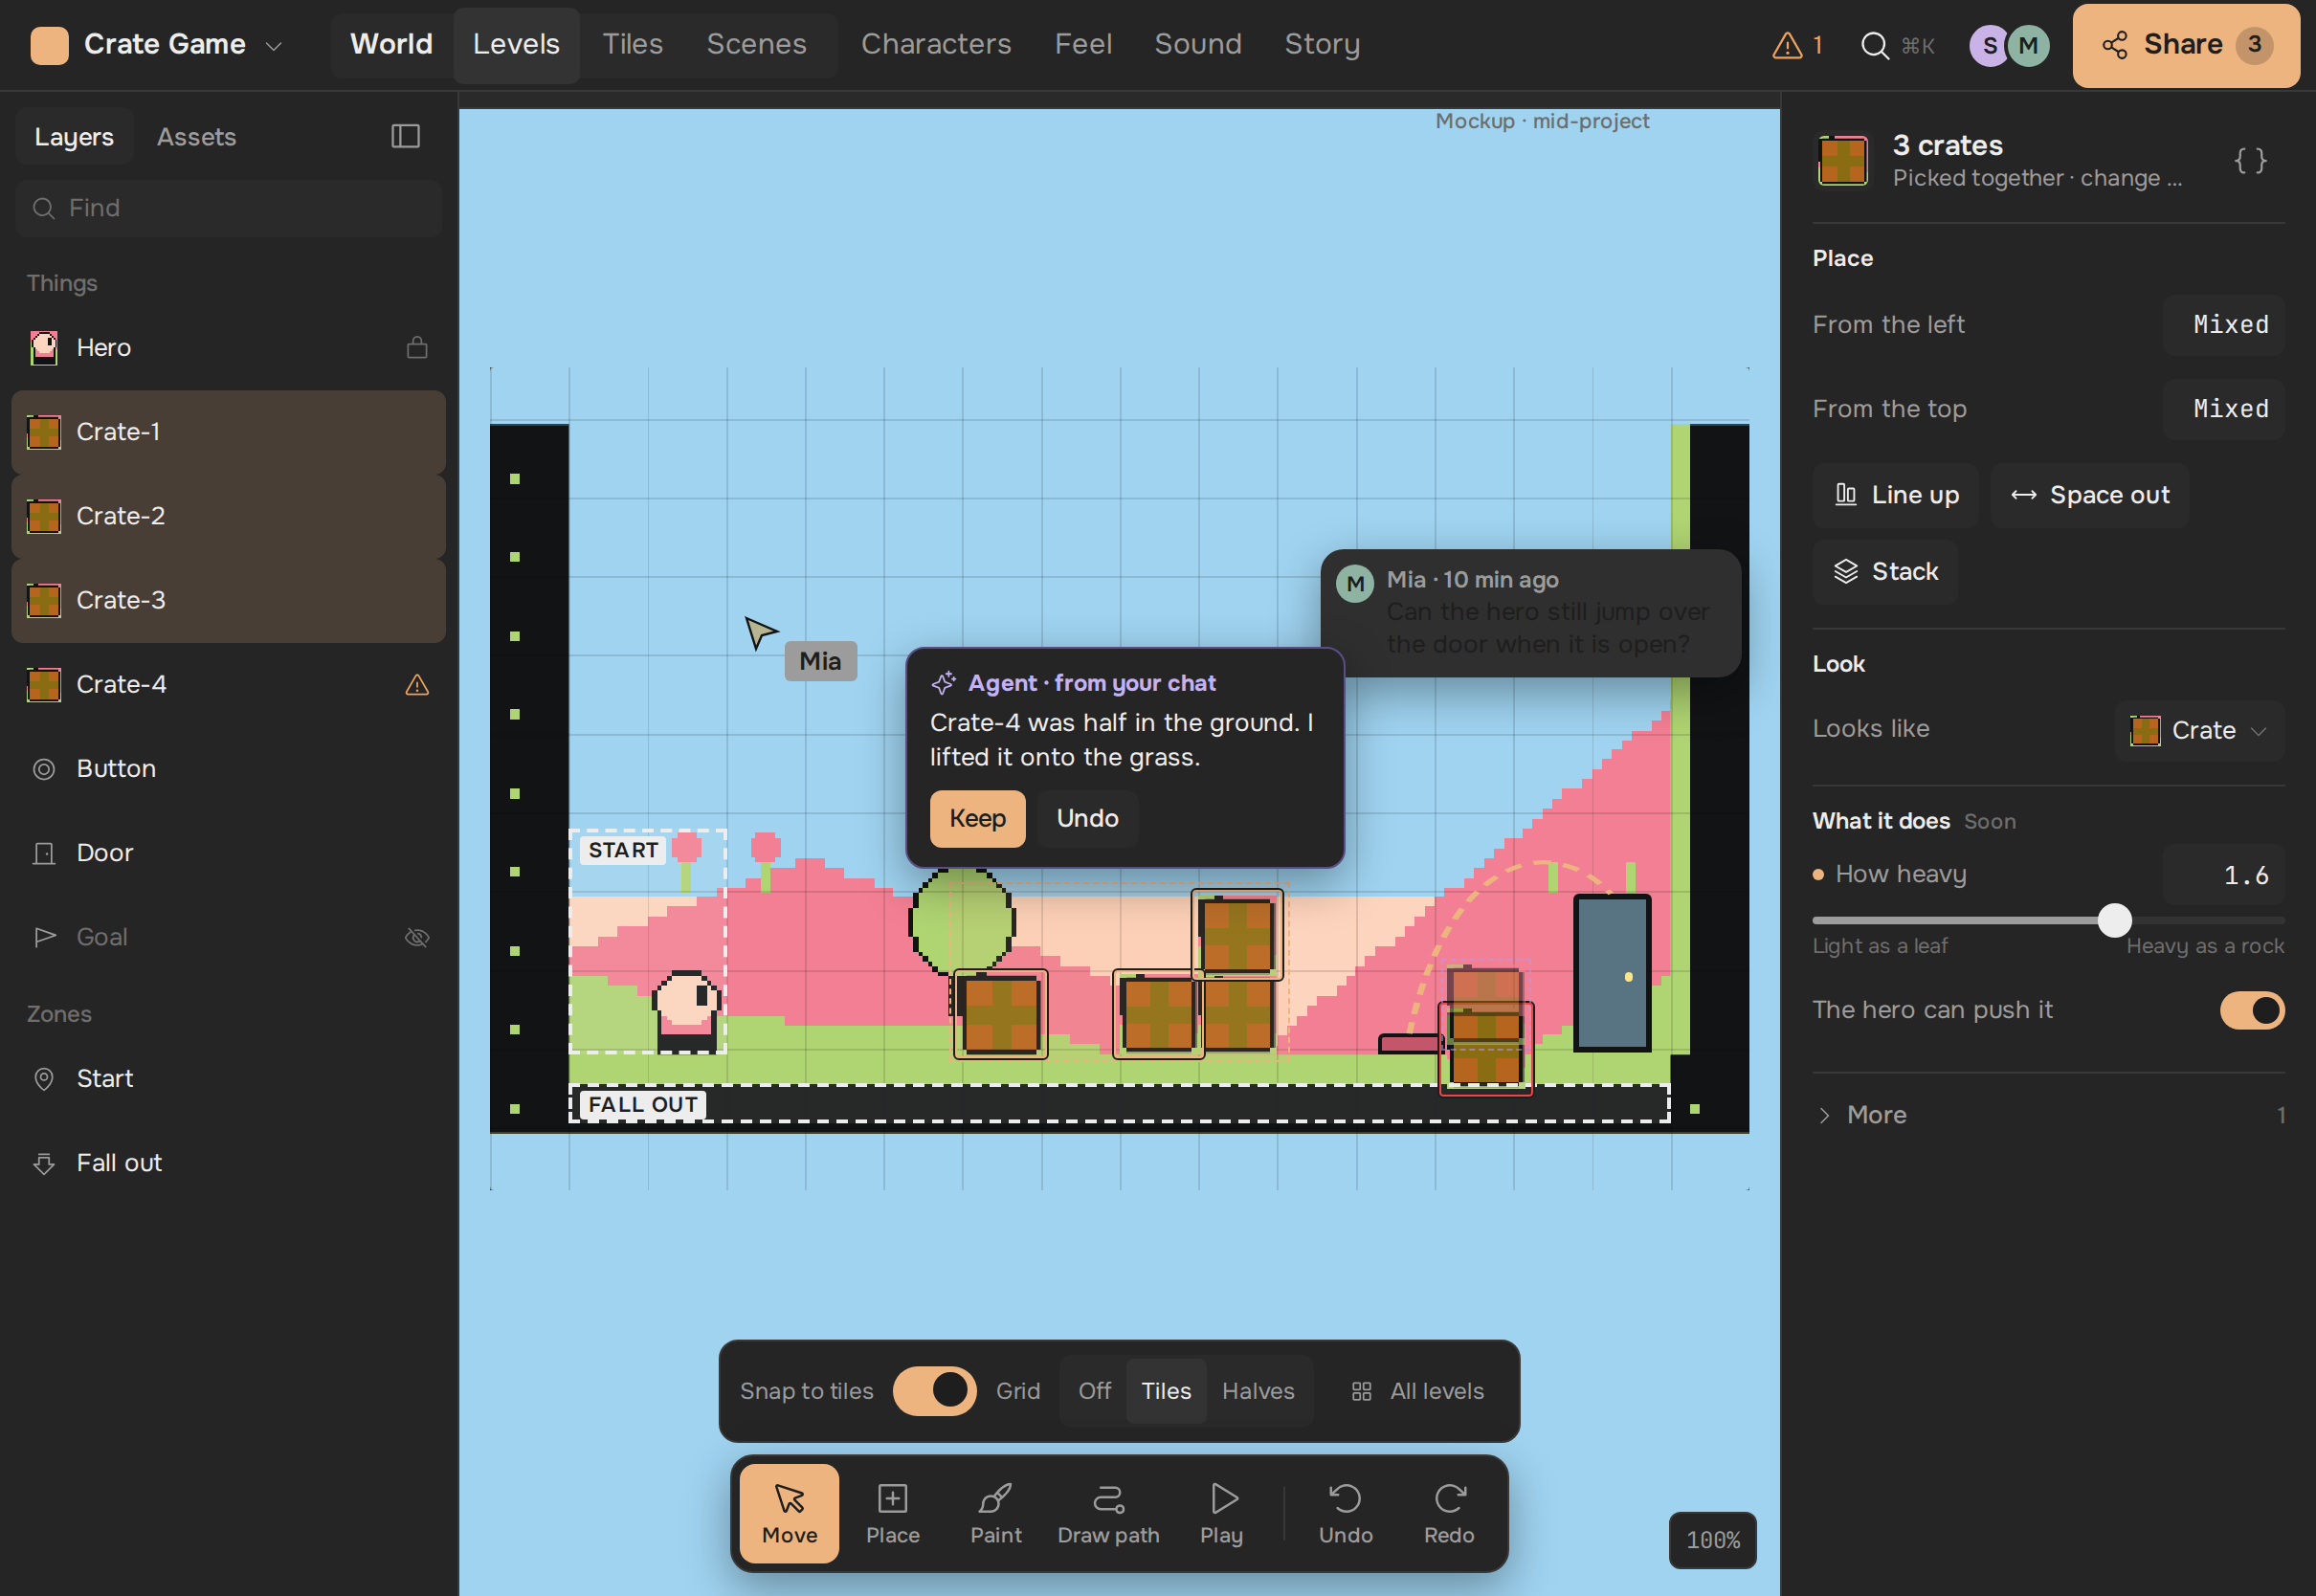 Crate Game
World
Levels
Tiles
Scenes
Characters
Feel
Sound
Story
1
⌘K
S
M
Share
3
Layers
Assets
Find
Things
Hero
Crate-1
Crate-2
Crate-3
Crate-4
Button
Door
Goal
Zones
Start
Fall out
Mockup · mid-project
Mia
M
Mia · 10 min ago
Can the hero still jump over
the door when it is open?
Agent · from your chat
Crate-4 was half in the ground. I
lifted it onto the grass.
Keep
Undo
START
FALL OUT
Snap to tiles
Grid
Off
Tiles
Halves
All levels
Move
Place
Paint
Draw path
Play
Undo
Redo
100%
3 crates
Picked together · change ...
{ }
Place
From the left
Mixed
From the top
Mixed
Line up
Space out
Stack
Look
Looks like
Crate
What it does
Soon
How heavy
1.6
Light as a leaf
Heavy as a rock
The hero can push it
More
1